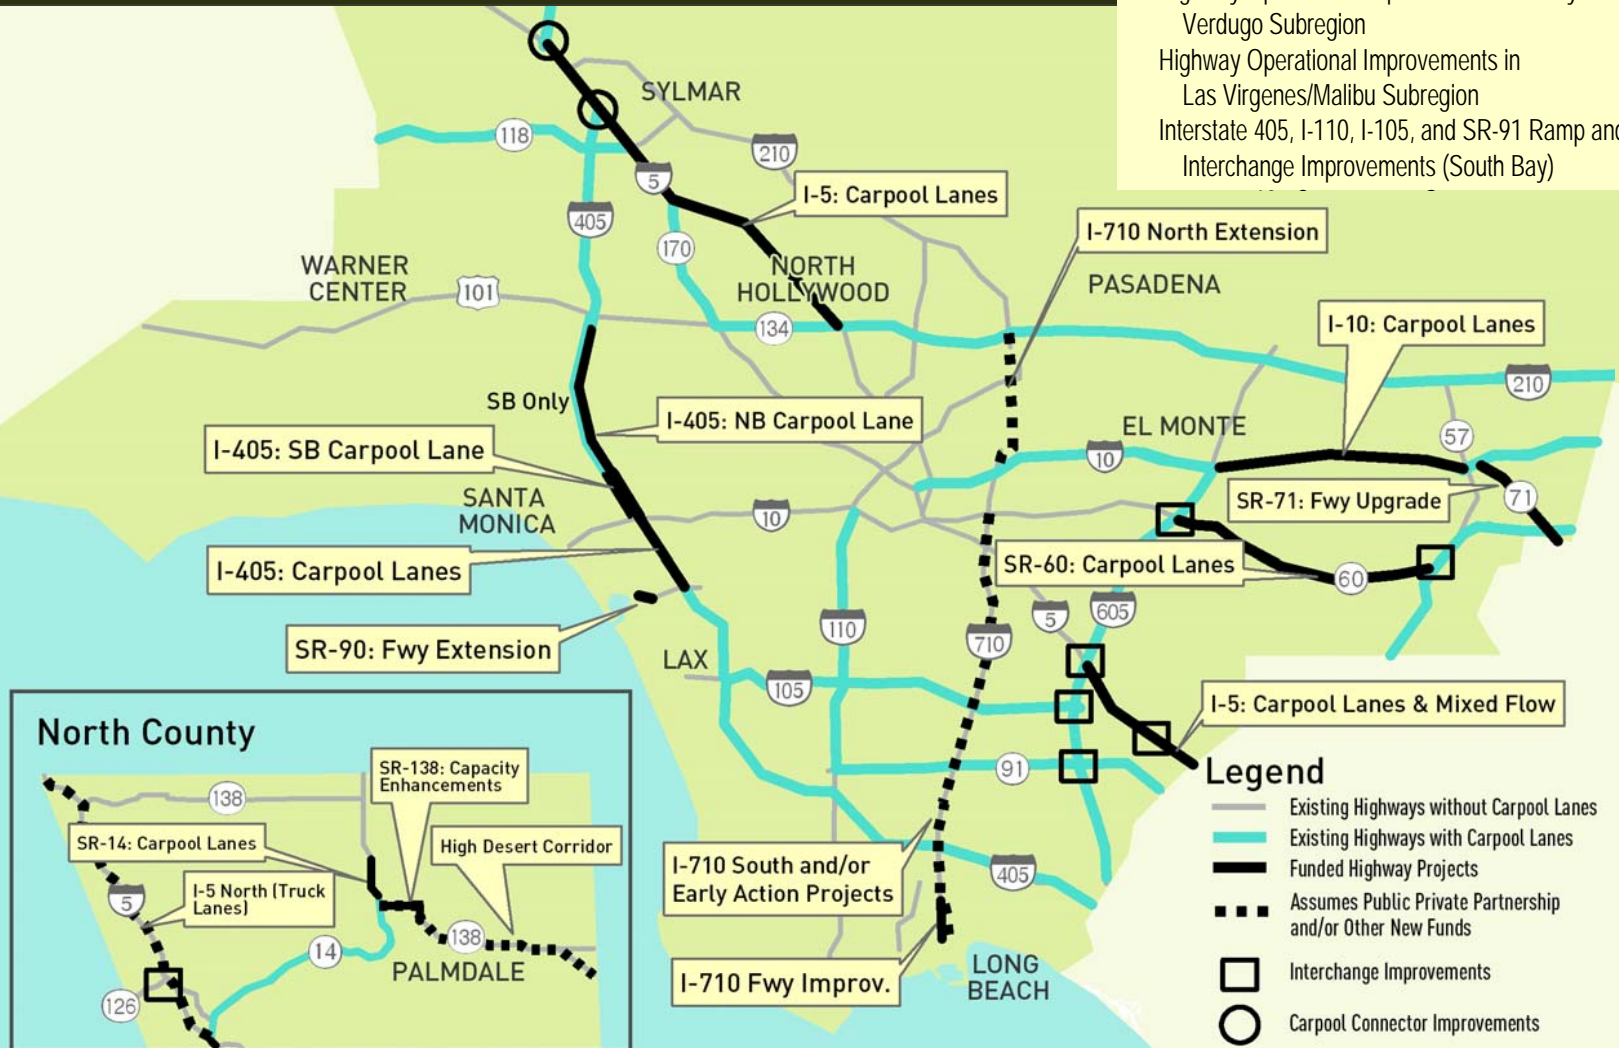 Verdugo Subregion
Highway Operational Improvements in
Las Virgenes/Malibu Subregion
Interstate 405, I-110, I-105, and SR-91 Ramp and
Interchange Improvements (South Bay)
SYLMAR
118
210
5
I-5: Carpool Lanes
405
170
I-710 North Extension
WARNER
CENTER
101
NORTH
HOLLYWOOD
PASADENA
134
I-10: Carpool Lanes
210
SB Only
I-405: NB Carpool Lane
EL MONTE
57
I-405: SB Carpool Lane
10
SANTA
MONICA
10
SR-71: Fwy Upgrade
71
I-405: Carpool Lanes
SR-60: Carpool Lanes
60
5
605
110
710
SR-90: Fwy Extension
LAX
105
I-5: Carpool Lanes & Mixed Flow
91
I-710 South and/or
Early Action Projects
405
I-710 Fwy Improv.
LONG
BEACH
North County
138
SR-138: Capacity
Enhancements
SR-14: Carpool Lanes
High Desert Corridor
5
I-5 North (Truck
Lanes)
138
14
PALMDALE
126
Legend
Existing Highways without Carpool Lanes
Existing Highways with Carpool Lanes
Funded Highway Projects
Assumes Public Private Partnership
and/or Other New Funds
Interchange Improvements
Carpool Connector Improvements